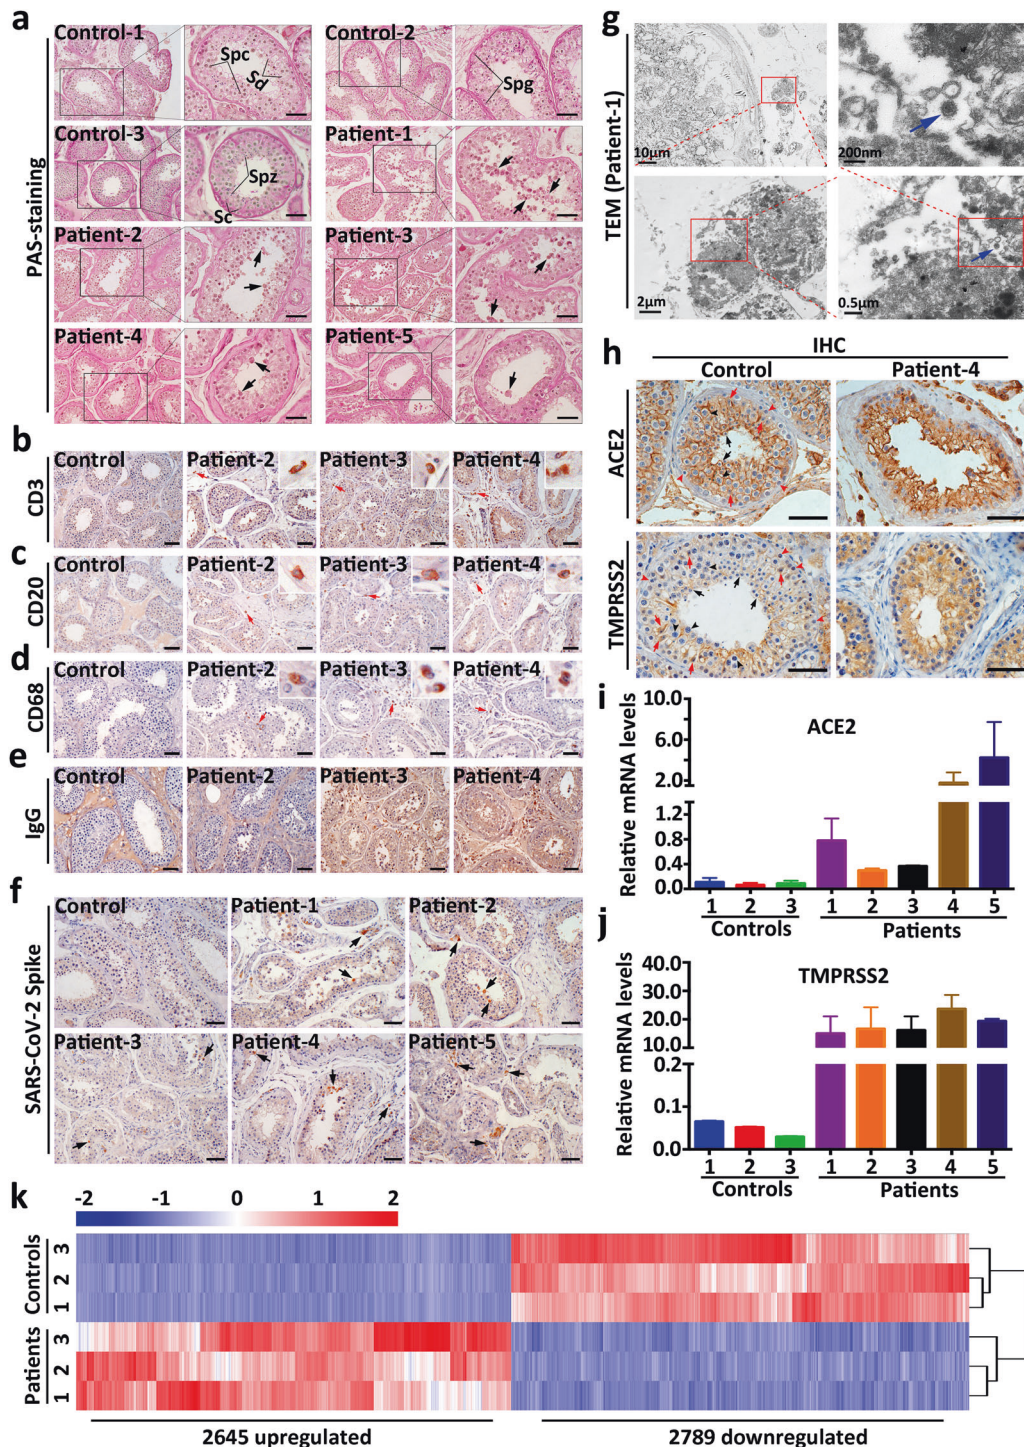 a
PAS-staining
Control-1
Spc
Sd
Control-2
Spg
Control-3
Spz
Sc
Patient-1
Patient-2
Patient-3
Patient-4
Patient-5
b
CD3
Control
Patient-2
Patient-3
Patient-4
c
CD20
Control
Patient-2
Patient-3
Patient-4
d
CD68
Control
Patient-2
Patient-3
Patient-4
e
IgG
Control
Patient-2
Patient-3
Patient-4
f
SARS-CoV-2 Spike
Control
Patient-1
Patient-2
Patient-3
Patient-4
Patient-5
g
TEM (Patient-1)
10μm
200nm
2μm
0.5μm
h
IHC
Control
Patient-4
ACE2
TMPRSS2
i
ACE2
Relative mRNA levels
10.0
8.0
6.0
4.0
2.0
1.2
0.8
0.4
0.0
1 2 3 1 2 3 4 5
Controls Patients
j
TMPRSS2
Relative mRNA levels
40.0
30.0
20.0
10.0
0.2
0.1
0.0
1 2 3 1 2 3 4 5
Controls Patients
k
-2 -1 0 1 2
Controls
3
2
1
Patients
3
2
1
2645 upregulated
2789 downregulated